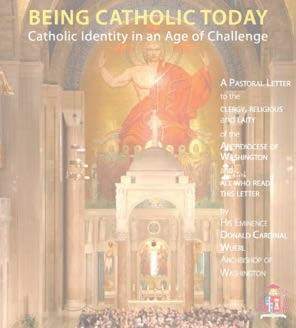 BEING CATHOLIC TODAY
Catholic Identity in an Age of Challenge
A PASTORAL LETTER
to the
CLERGY, RELIGIOUS
and LAITY
of the
ARCHDIOCESE OF
WASHINGTON
and
ALL WHO READ
THIS LETTER
by
HIS EMINENCE
DONALD CARDINAL
WUERL
ARCHBISHOP OF
WASHINGTON